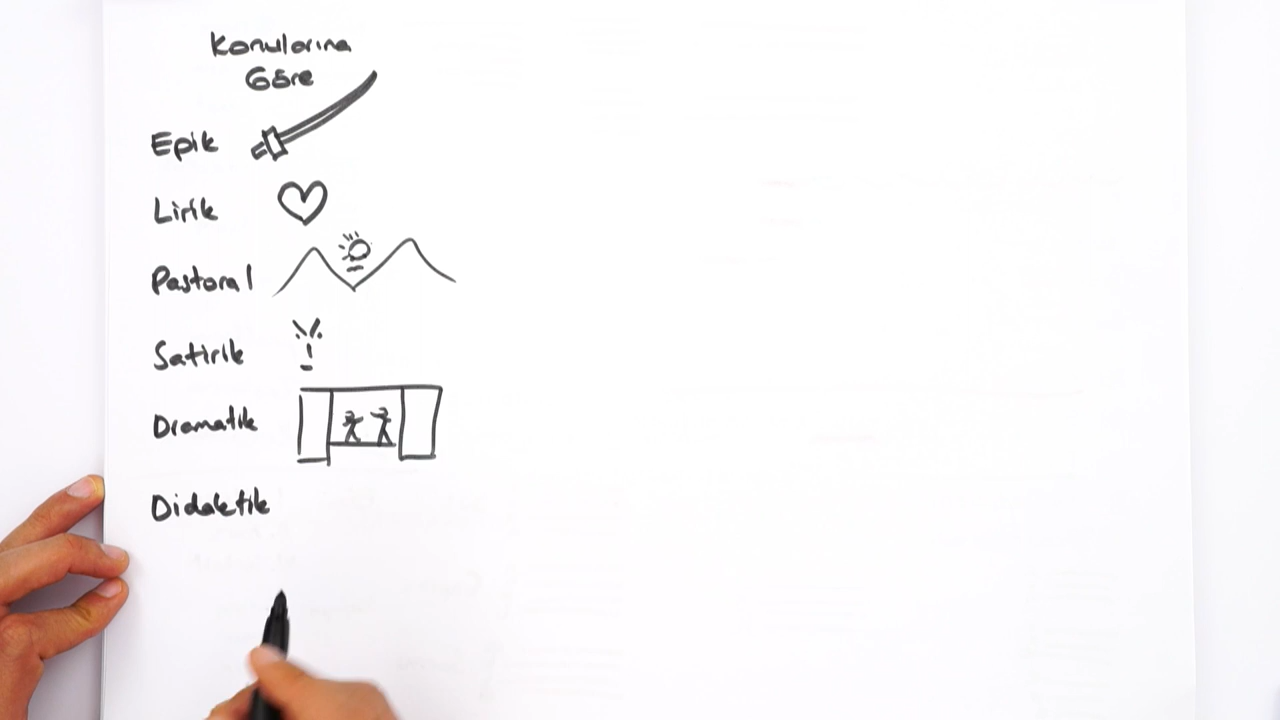 Konularına
Göre
Epik
Lirik
Pastoral
Satirik
Dramatik
Didaktik